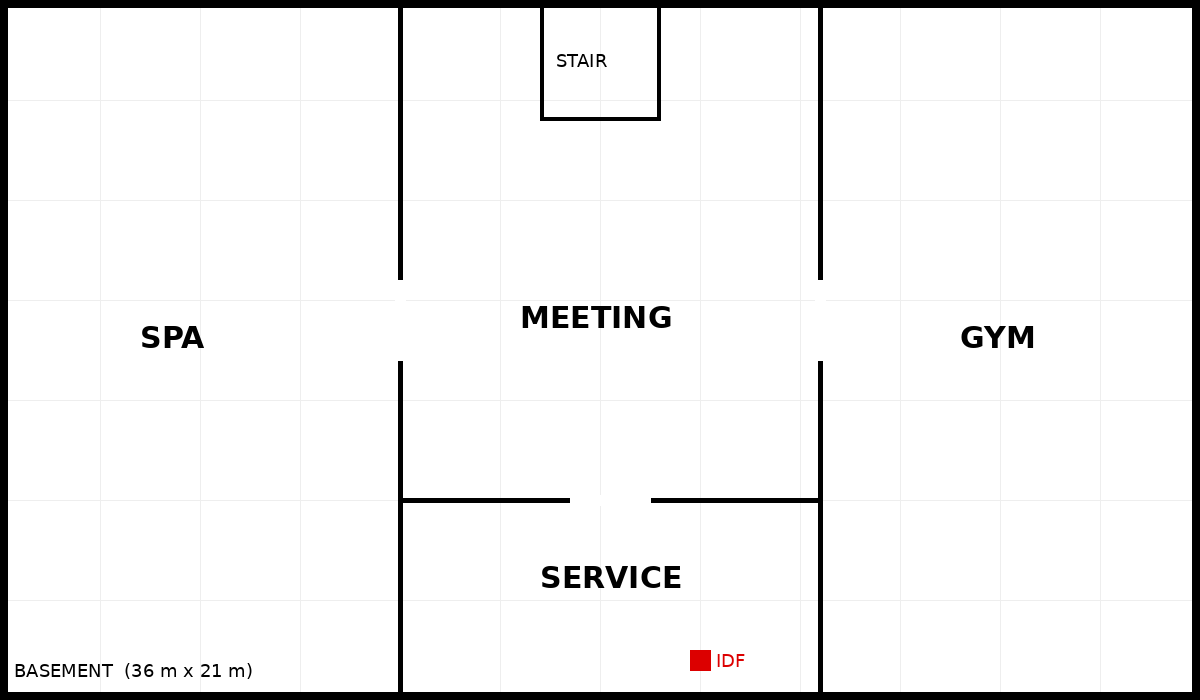 STAIR
MEETING
SPA
GYM
SERVICE
IDF
BASEMENT (36 m x 21 m)